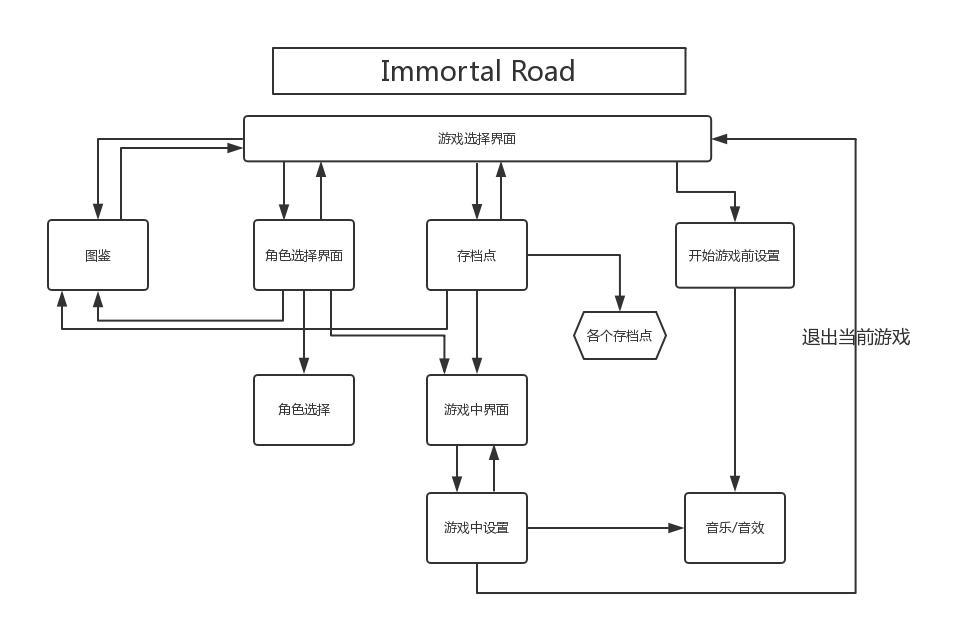 Immortal Road
游戏选择界面
图鉴
角色选择界面
存档点
开始游戏前设置
各个存档点
退出当前游戏
角色选择
游戏中界面
游戏中设置
音乐/音效